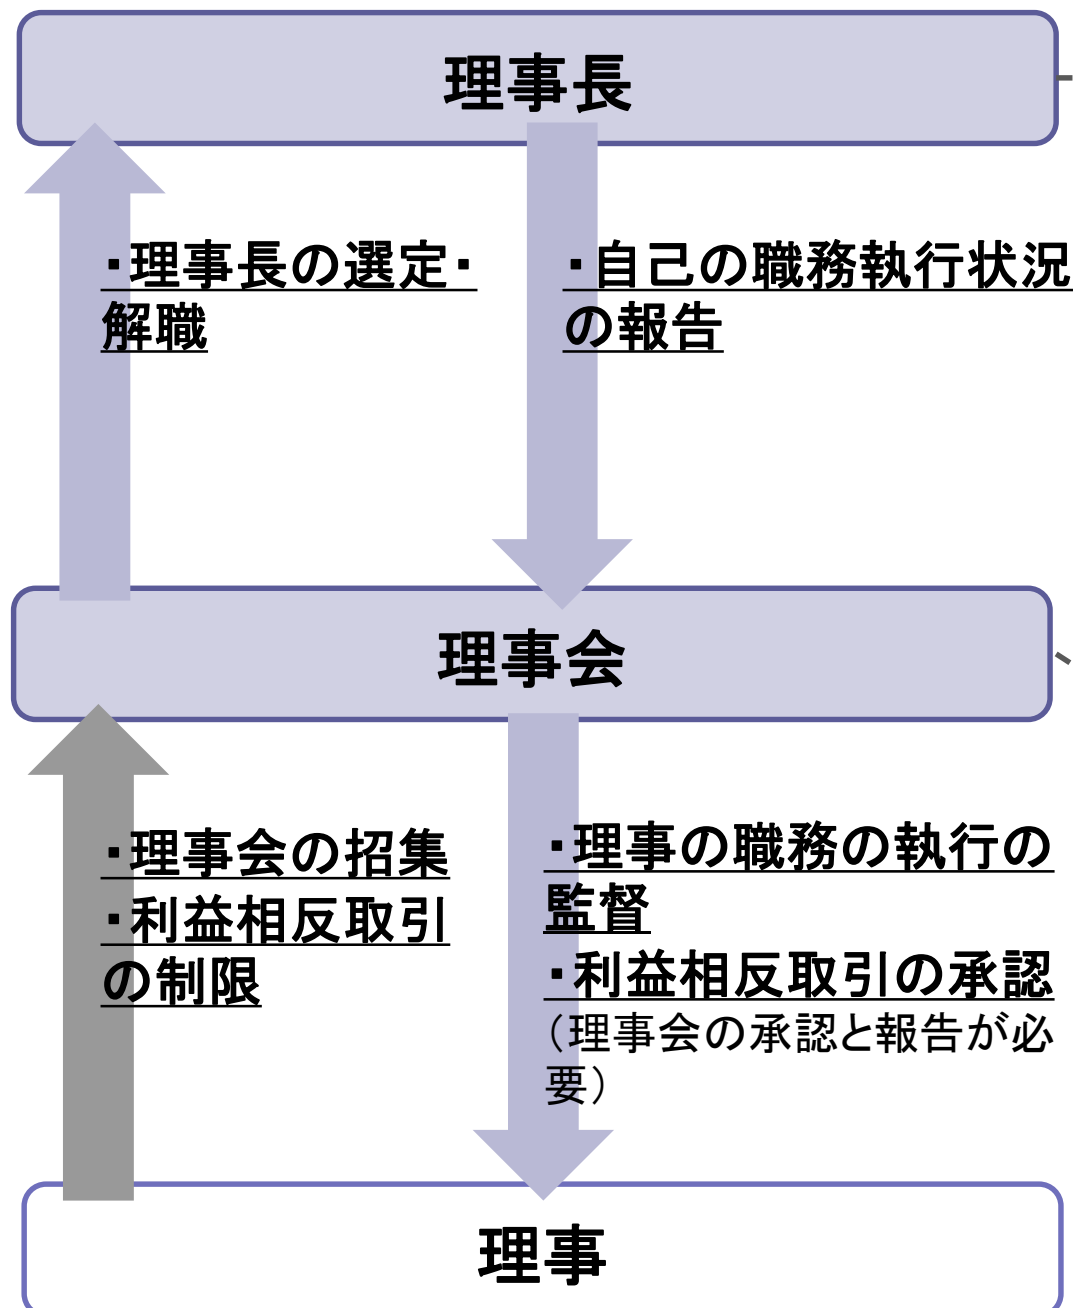 理事長
・理事長の選定・
解職
・自己の職務執行状況
の報告
理事会
・理事会の招集
・利益相反取引
の制限
・理事の職務の執行の
監督
・利益相反取引の承認
（理事会の承認と報告が必
要）
理事